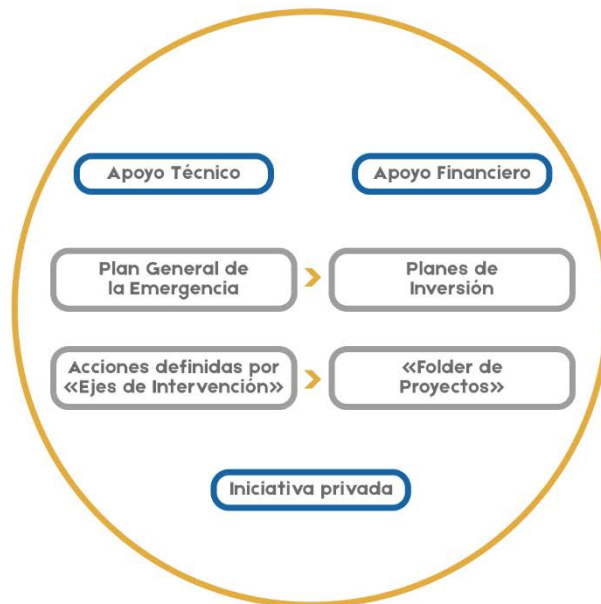 Apoyo Técnico
Apoyo Financiero
Plan General de
la Emergencia
Planes de
Inversión
Acciones definidas por
«Ejes de Intervención»
«Folder de
Proyectos»
Iniciativa privada